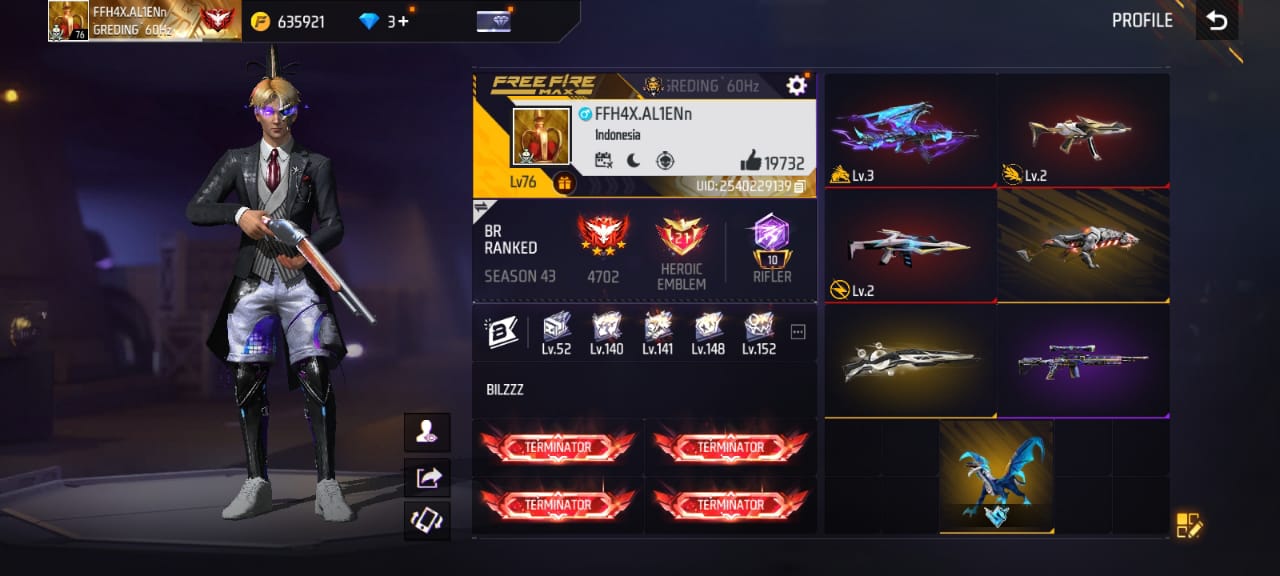 FFH4X.AL1ENn
76
GREDING 60Hz
635921
3+
PROFILE
FREE FIRE
MAX
GREDING 60Hz
FFH4X.AL1ENn
Indonesia
19732
Lv76
UID: 2540229139
BR
RANKED
SEASON 43
4702
21
HEROIC
EMBLEM
10
RIFLER
B
Lv.52
Lv.140
Lv.141
Lv.148
Lv.152
BILZZZ
TERMINATOR
TERMINATOR
TERMINATOR
TERMINATOR
Lv.3
Lv.2
Lv.2